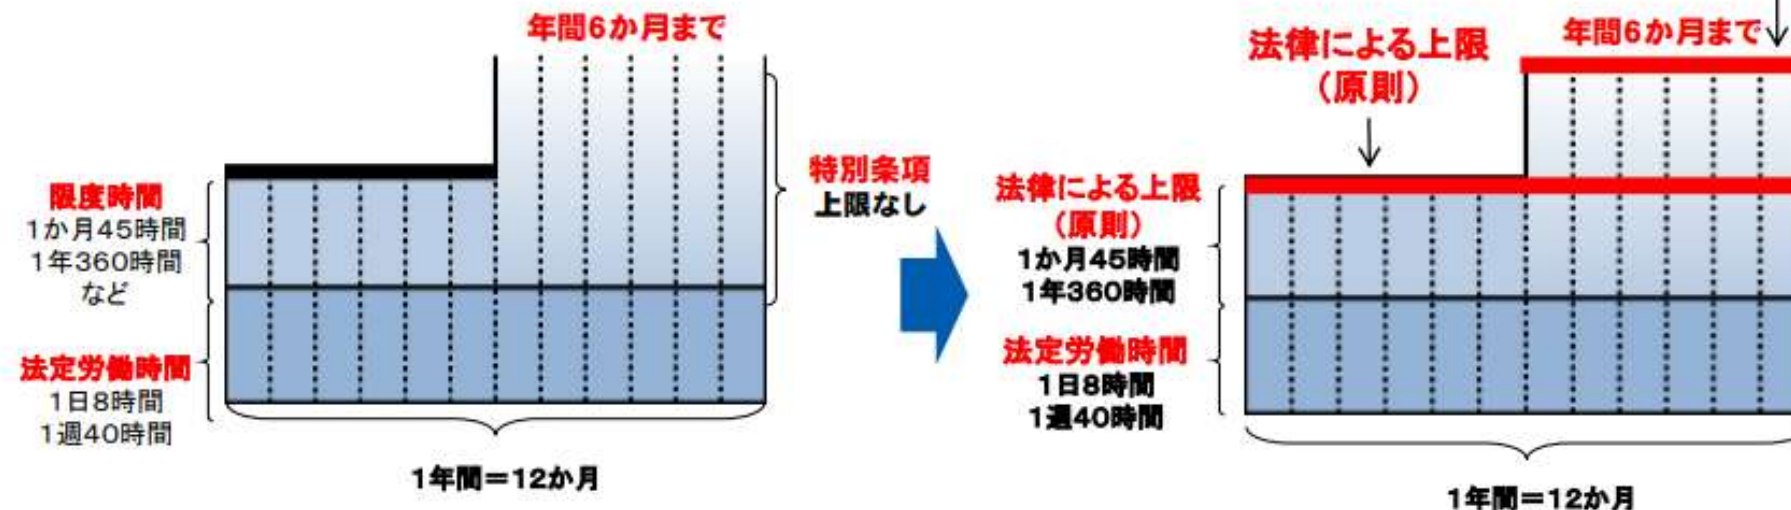 年間6か月まで
限度時間
1か月45時間
1年360時間
など
法定労働時間
1日8時間
1週40時間
特別条項
上限なし
1年間＝12か月
年間6か月まで
法律による上限
（原則）
法律による上限
（原則）
1か月45時間
1年360時間
法定労働時間
1日8時間
1週40時間
1年間＝12か月